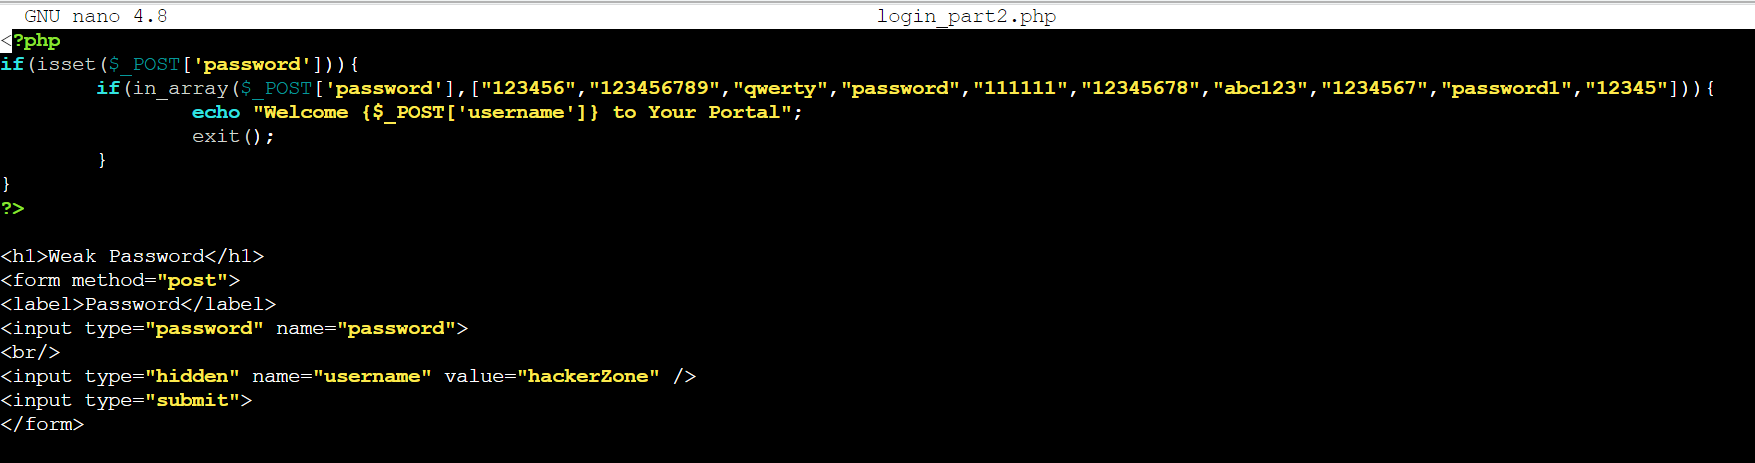 GNU nano 4.8 login_part2.php
<?php
if(isset($_POST['password'])){
if(in_array($_POST['password'],["123456","123456789","qwerty","password","111111","12345678","abc123","1234567","password1","12345"])){
echo "Welcome {$_POST['username']} to Your Portal";
exit();
}
}
?>
<h1>Weak Password</h1>
<form method="post">
<label>Password</label>
<input type="password" name="password">
<br/>
<input type="hidden" name="username" value="hackerZone" />
<input type="submit">
</form>